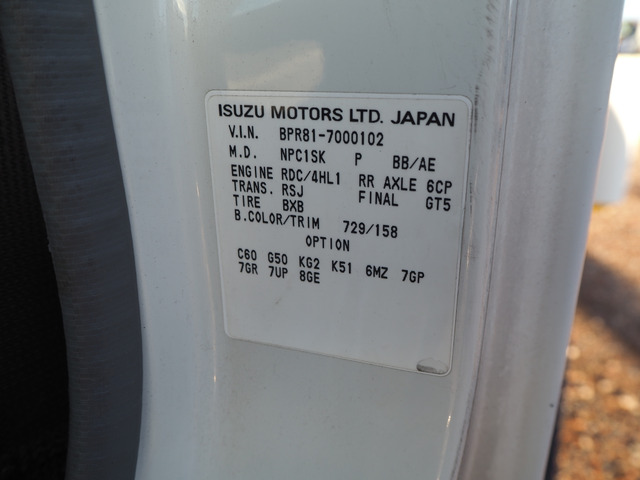 ISUZU MOTORS LTD. JAPAN
V.I.N. BPR81-7000102
M.D. NPC1SK P BB/AE
ENGINE RDC/4HL1 RR AXLE 6CP
TRANS. RSJ FINAL GT5
TIRE BXB
B.COLOR/TRIM 729/158
OPTION
C60 G50 KG2 K51 6MZ 7GP
7GR 7UP 8GE